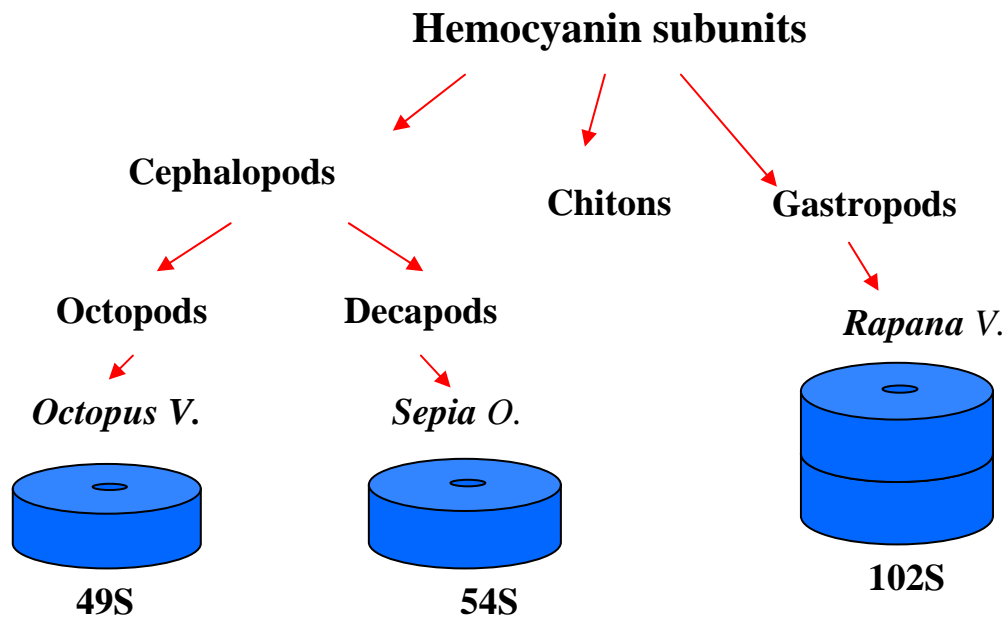 Hemocyanin subunits
Cephalopods
Chitons
Gastropods
Octopods
Decapods
Rapana V.
Octopus V.
Sepia O.
102S
49S
54S